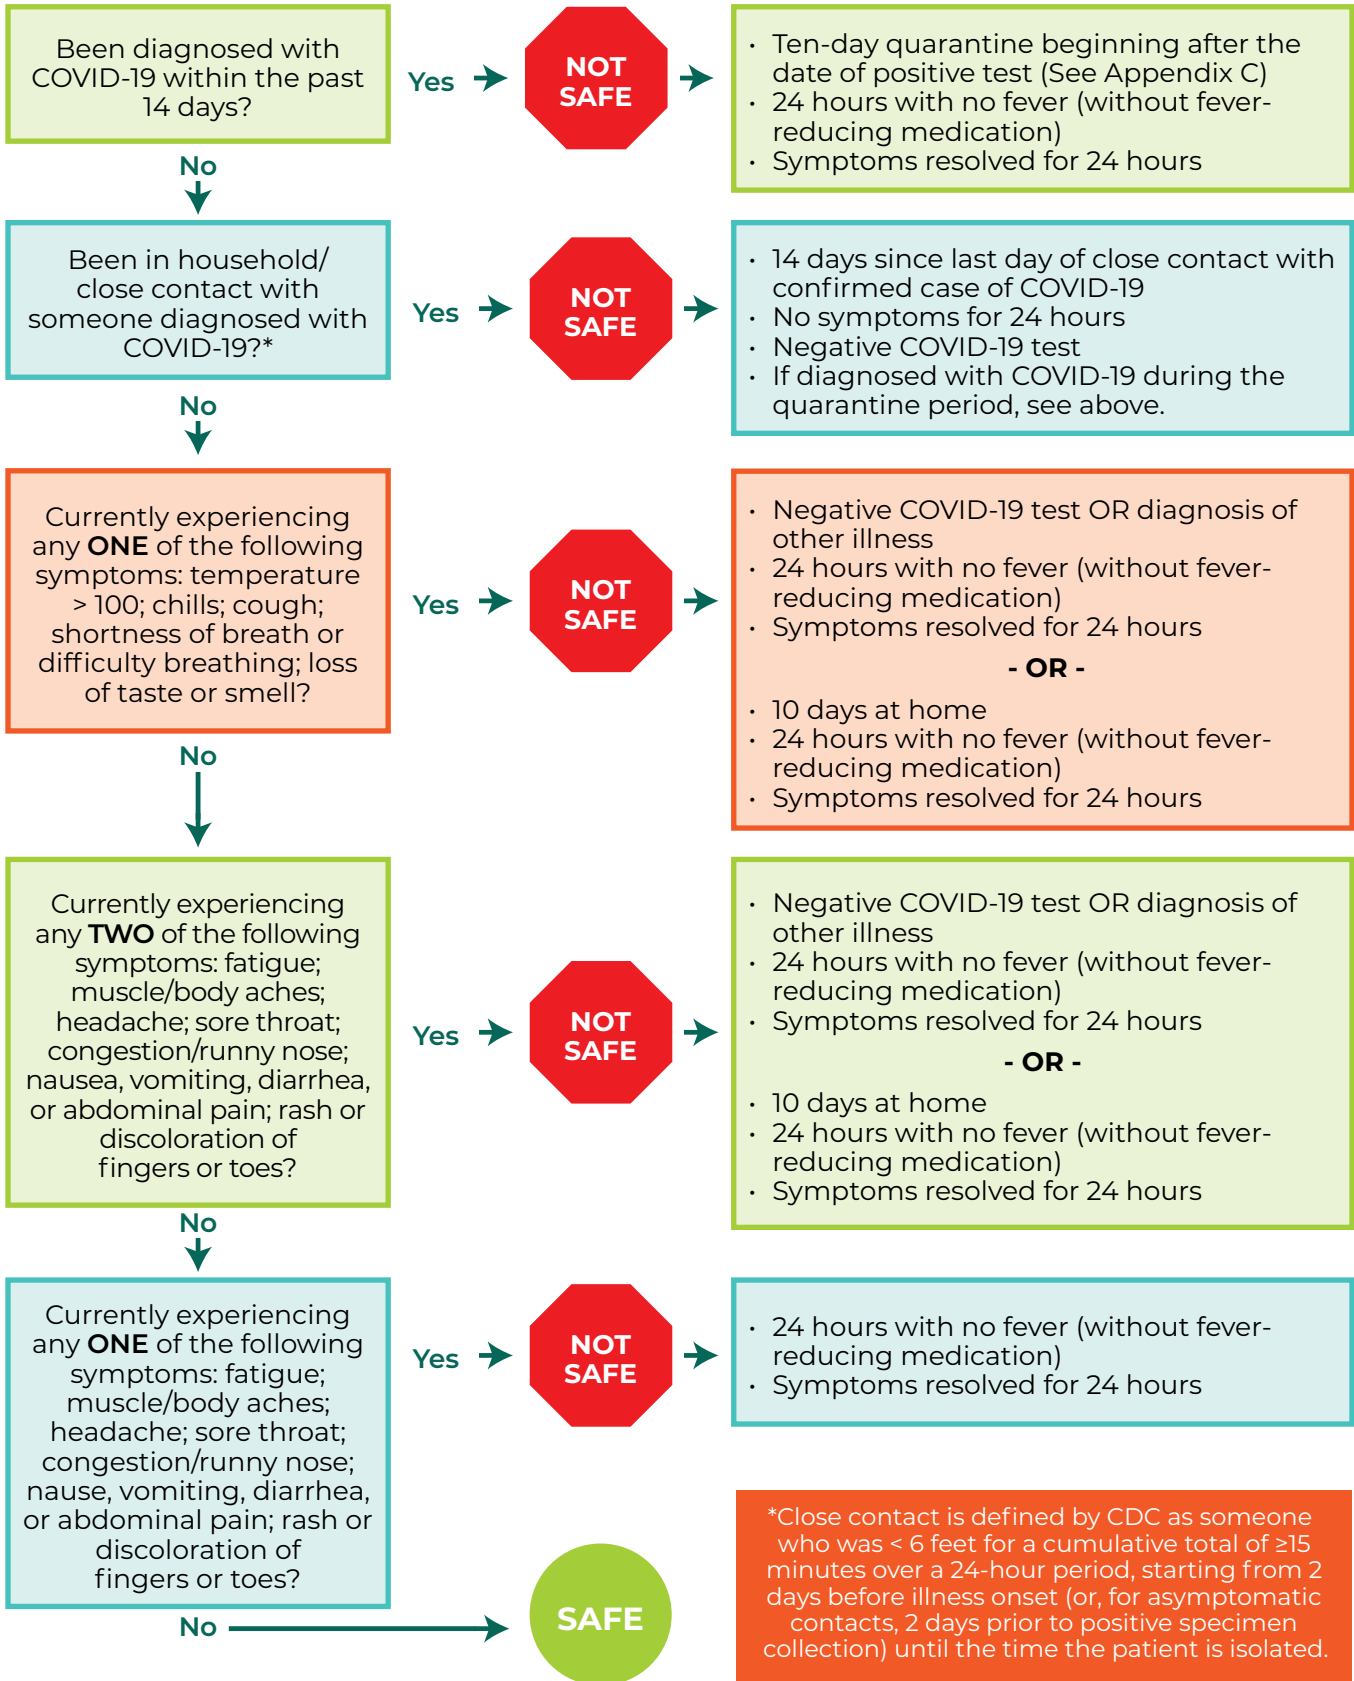 Been diagnosed with
COVID-19 within the past
14 days?
Yes
NOT
SAFE
· Ten-day quarantine beginning after the
date of positive test (See Appendix C)
· 24 hours with no fever (without fever-
reducing medication)
· Symptoms resolved for 24 hours
No
Been in household/
close contact with
someone diagnosed with
COVID-19?*
Yes
NOT
SAFE
· 14 days since last day of close contact with
confirmed case of COVID-19
· No symptoms for 24 hours
· Negative COVID-19 test
· If diagnosed with COVID-19 during the
quarantine period, see above.
No
Currently experiencing
any ONE of the following
symptoms: temperature
> 100; chills; cough;
shortness of breath or
difficulty breathing; loss
of taste or smell?
Yes
NOT
SAFE
· Negative COVID-19 test OR diagnosis of
other illness
· 24 hours with no fever (without fever-
reducing medication)
· Symptoms resolved for 24 hours
- OR -
· 10 days at home
· 24 hours with no fever (without fever-
reducing medication)
· Symptoms resolved for 24 hours
No
Currently experiencing
any TWO of the following
symptoms: fatigue;
muscle/body aches;
headache; sore throat;
congestion/runny nose;
nausea, vomiting, diarrhea,
or abdominal pain; rash or
discoloration of
fingers or toes?
Yes
NOT
SAFE
· Negative COVID-19 test OR diagnosis of
other illness
· 24 hours with no fever (without fever-
reducing medication)
· Symptoms resolved for 24 hours
- OR -
· 10 days at home
· 24 hours with no fever (without fever-
reducing medication)
· Symptoms resolved for 24 hours
No
Currently experiencing
any ONE of the following
symptoms: fatigue;
muscle/body aches;
headache; sore throat;
congestion/runny nose;
nause, vomiting, diarrhea,
or abdominal pain; rash or
discoloration of
fingers or toes?
Yes
NOT
SAFE
· 24 hours with no fever (without fever-
reducing medication)
· Symptoms resolved for 24 hours
No
SAFE
*Close contact is defined by CDC as someone
who was < 6 feet for a cumulative total of ≥15
minutes over a 24-hour period, starting from 2
days before illness onset (or, for asymptomatic
contacts, 2 days prior to positive specimen
collection) until the time the patient is isolated.